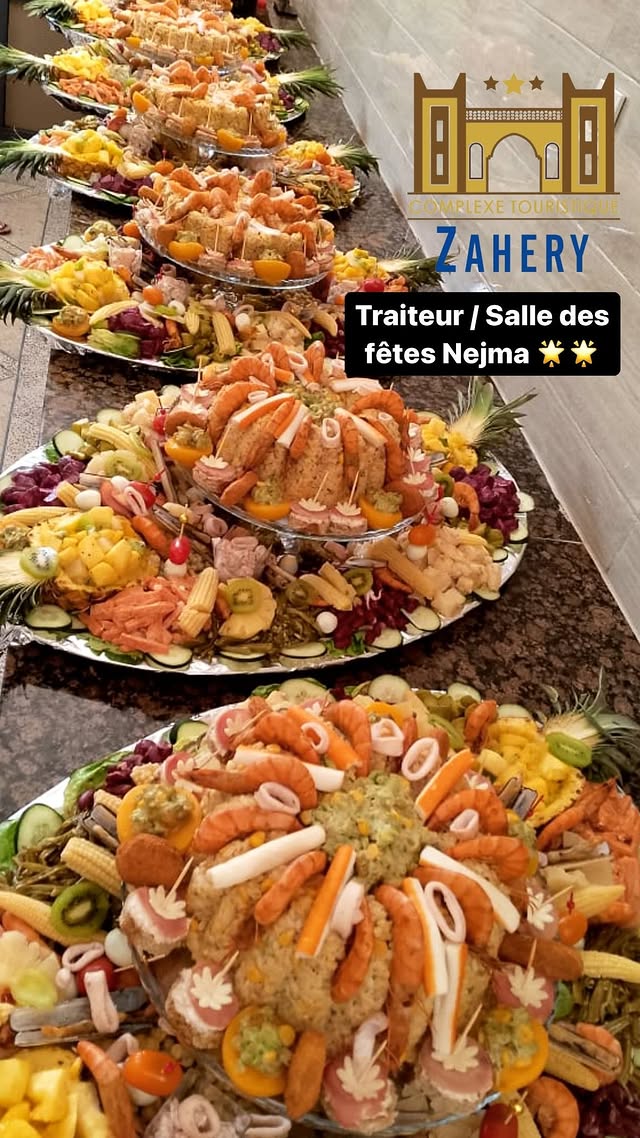 COMPLEXE TOURISTIQUE
ZAHERY
Traiteur / Salle des
fêtes Nejma 🌟🌟